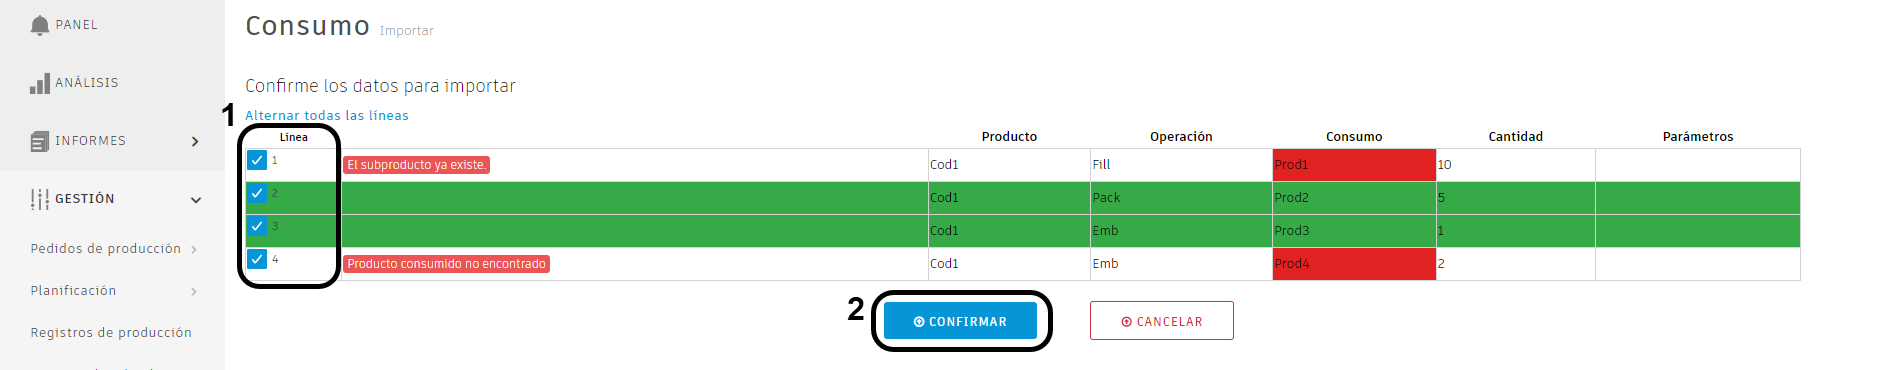 PANEL
ANÁLISIS
INFORMES
GESTIÓN
Pedidos de producción
Planificación
Registros de producción
Consumo Importar
Confirme los datos para importar
1
Alternar todas las líneas
Línea Producto Operación Consumo Cantidad Parámetros
1 El subproducto ya existe. Cod1 Fill Prod1 10
2 Cod1 Pack Prod2 5
3 Cod1 Emb Prod3 1
4 Producto consumido no encontrado Cod1 Emb Prod4 2
2 CONFIRMAR CANCELAR